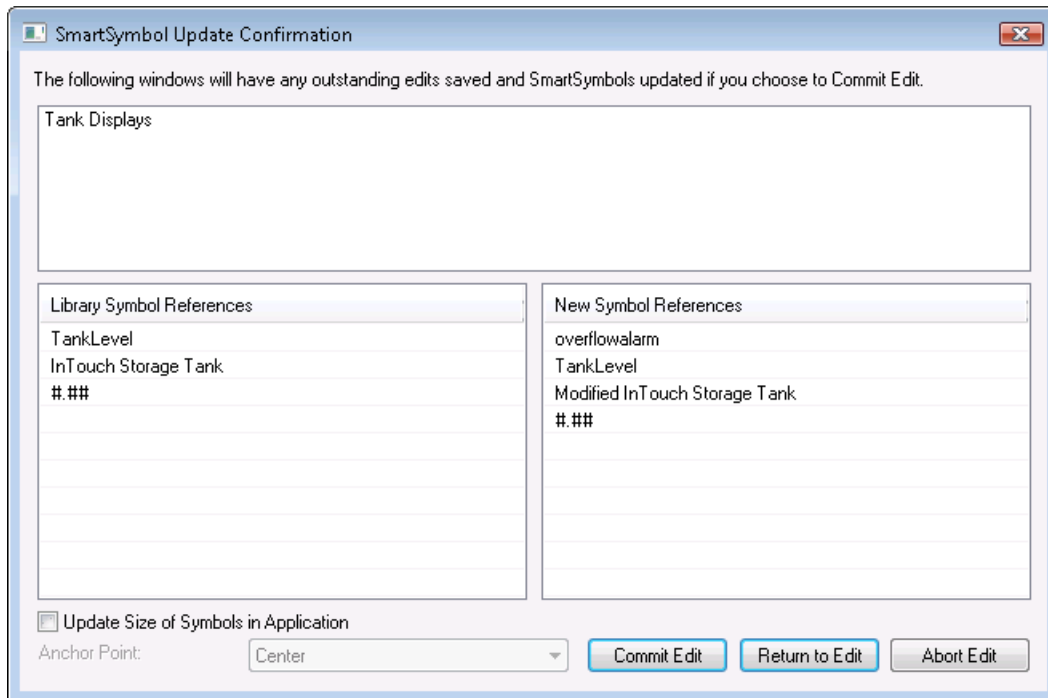 SmartSymbol Update Confirmation
The following windows will have any outstanding edits saved and SmartSymbols updated if you choose to Commit Edit.
Tank Displays
Library Symbol References
TankLevel
InTouch Storage Tank
#.##
New Symbol References
overflowalarm
TankLevel
Modified InTouch Storage Tank
#.##
Update Size of Symbols in Application
Anchor Point: Center Commit Edit Return to Edit Abort Edit